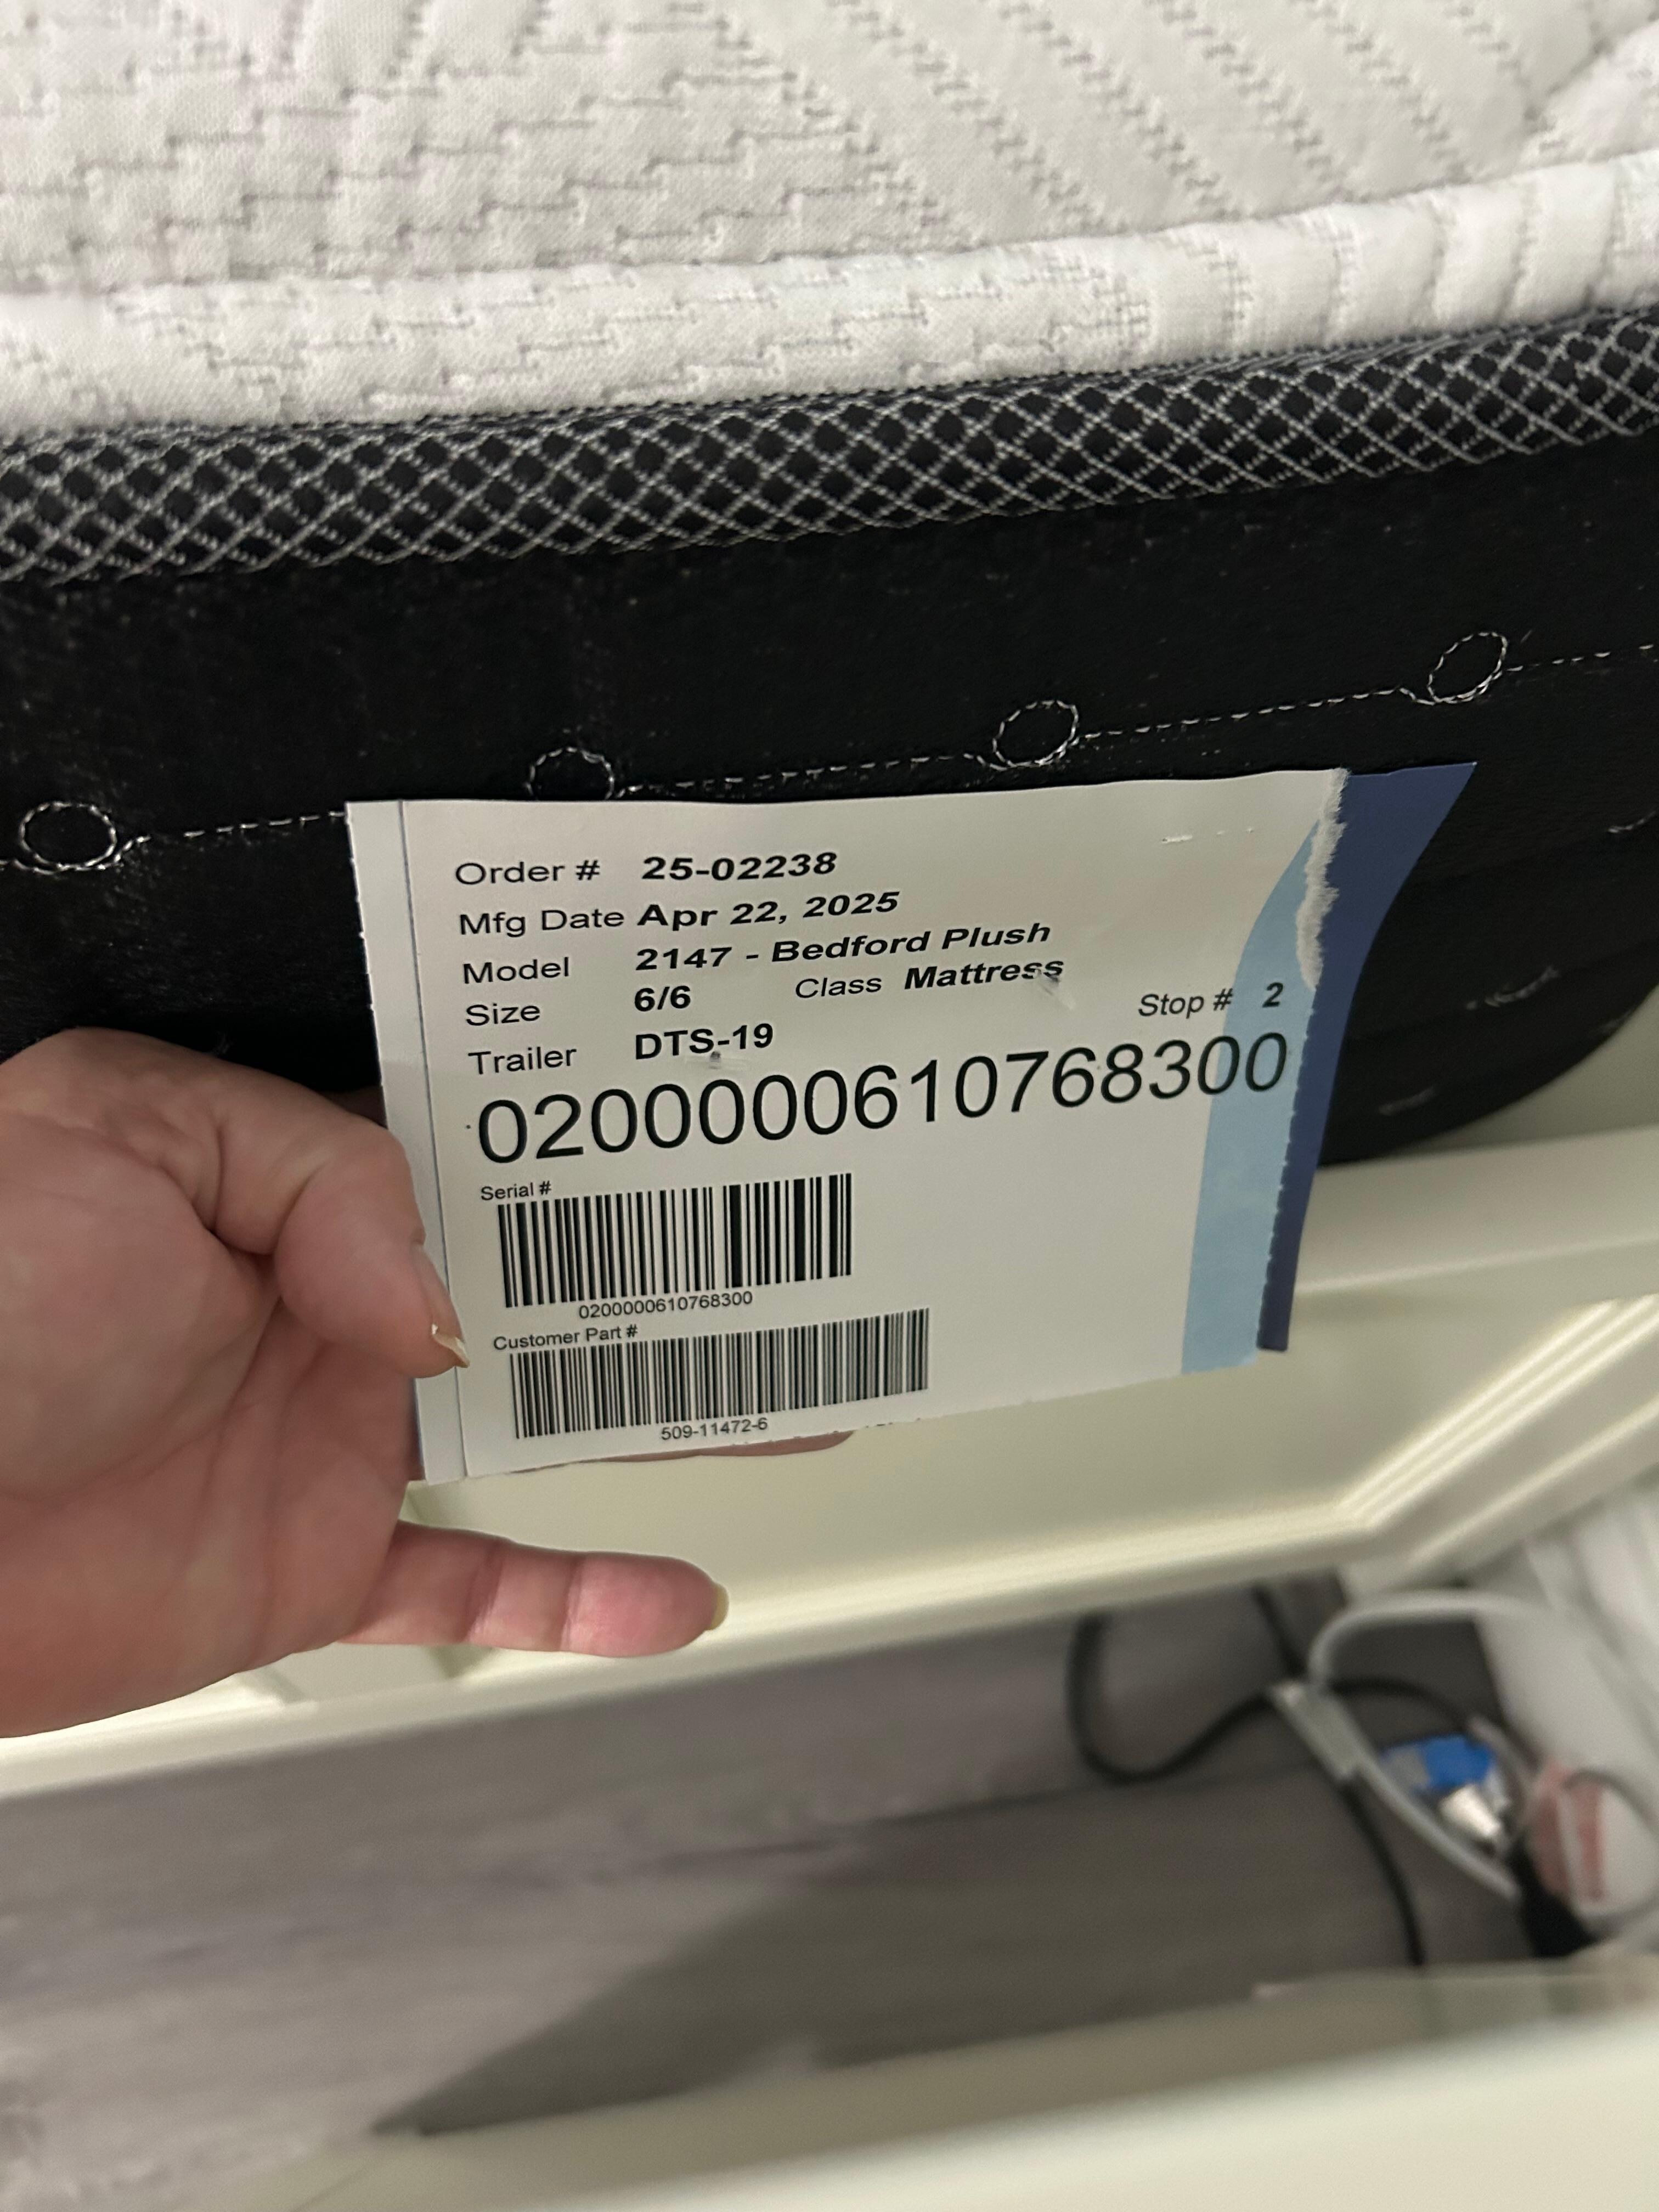 Order # 25-02238
Mfg Date Apr 22, 2025
Model 2147 - Bedford Plush
Size 6/6 Class Mattress
Trailer DTS-19 Stop # 2
0200000610768300
Serial #
0200000610768300
Customer Part #
509-11472-6